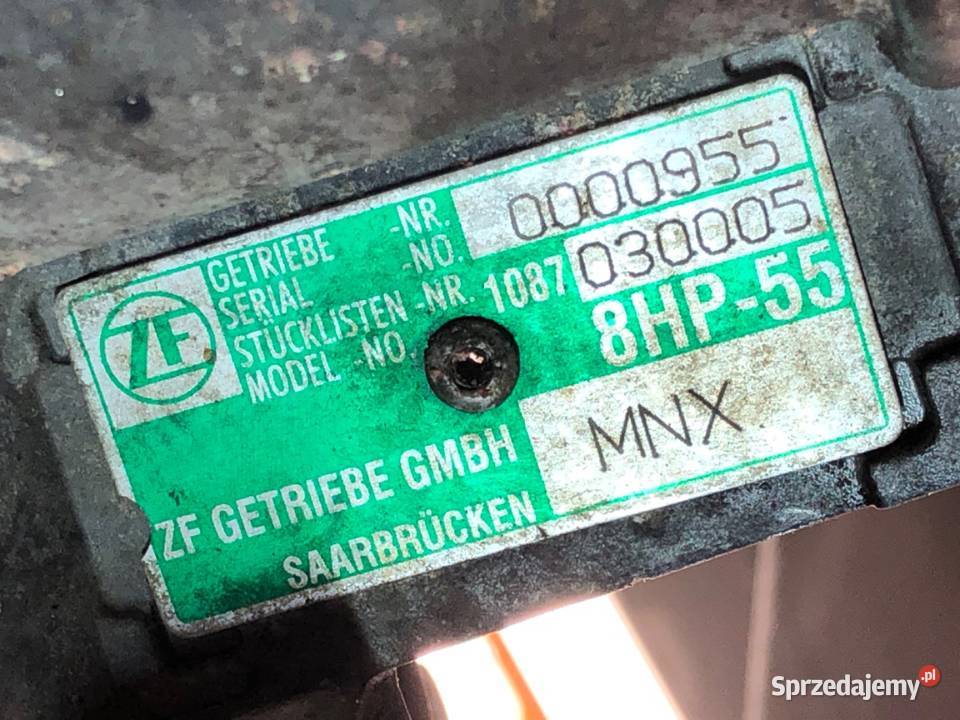 ZF
GETRIEBE -NR.
SERIAL -NO. 0000955
STÜCKLISTEN -NR. 1087 030005
MODEL -NO. 8HP-55
MNX
ZF GETRIEBE GMBH
SAARBRÜCKEN
Sprzedajemy.pl